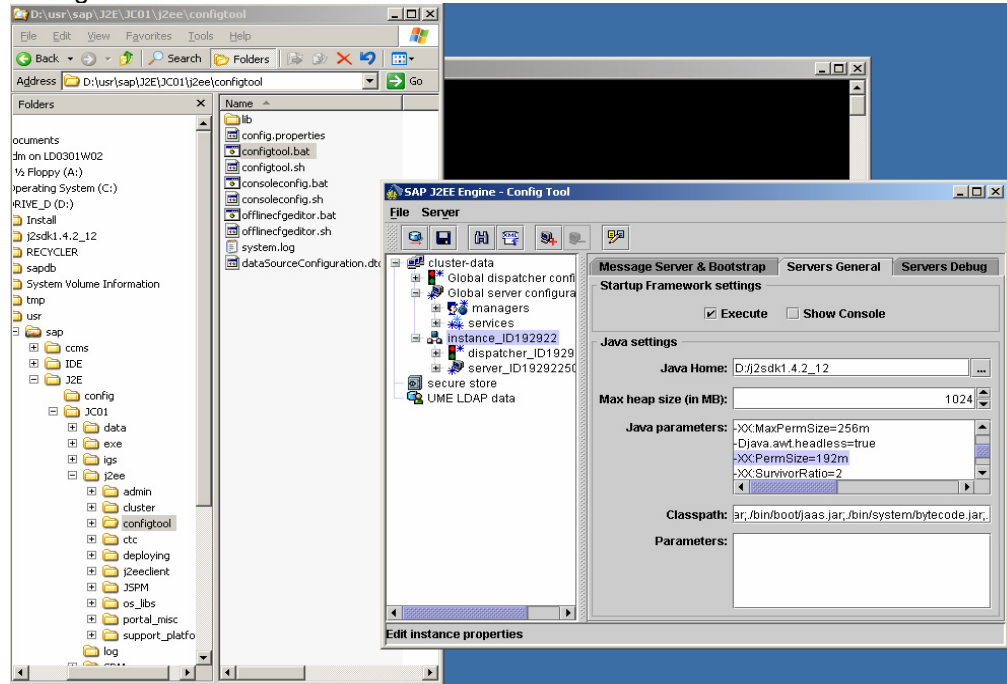 D:\usr\sap\J2E\JC01\j2ee\configtool
File Edit View Favorites Tools Help
Back Search Folders
Address D:\usr\sap\J2E\JC01\j2ee\configtool Go
Folders
ocuments
dm on LD0301W02
½ Floppy (A:)
perating System (C:)
RIVE_D (D:)
Install
j2sdk1.4.2_12
RECYCLER
sapdb
System Volume Information
tmp
usr
sap
ccms
IDE
J2E
config
JC01
data
exe
igs
j2ee
admin
cluster
configtool
ctc
deploying
j2eeclient
JSPM
os_libs
portal_misc
support_platfo
log
Name
lib
config.properties
configtool.bat
configtool.sh
consoleconfig.bat
consoleconfig.sh
offlinecfgeditor.bat
offlinecfgeditor.sh
system.log
dataSourceConfiguration.dtd
SAP J2EE Engine - Config Tool
File Server
cluster-data
Global dispatcher confi
Global server configura
managers
services
instance_ID192922
dispatcher_ID1929
server_ID19292250
secure store
UME LDAP data
Message Server & Bootstrap Servers General Servers Debug
Startup Framework settings
Execute Show Console
Java settings
Java Home: D:/j2sdk1.4.2_12 ...
Max heap size (in MB): 1024
Java parameters: -XX:MaxPermSize=256m
-Djava.awt.headless=true
-XX:PermSize=192m
-XX:SurvivorRatio=2
Classpath: ar;./bin/boot/jaas.jar;./bin/system/bytecode.jar;.
Parameters:
Edit instance properties